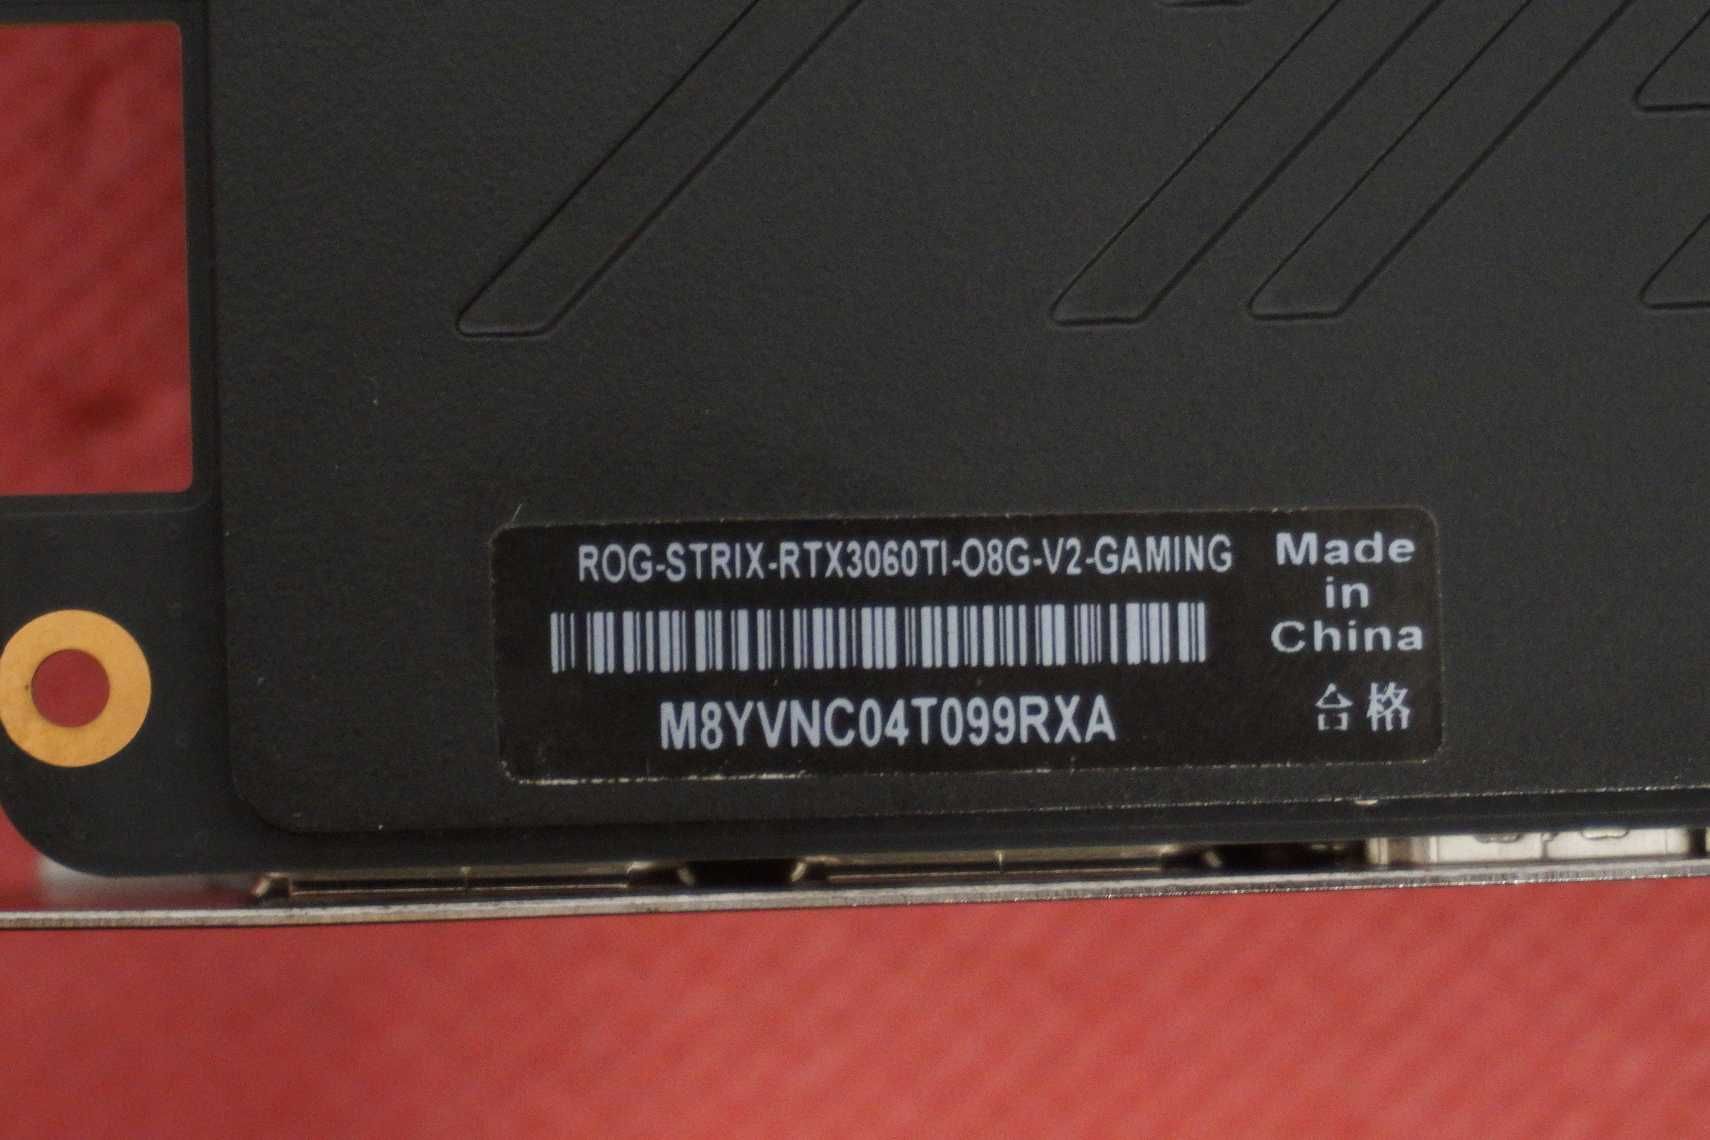 ROG-STRIX-RTX3060TI-O8G-V2-GAMING
M8YVNC04T099RXA
Made
in
China
合格